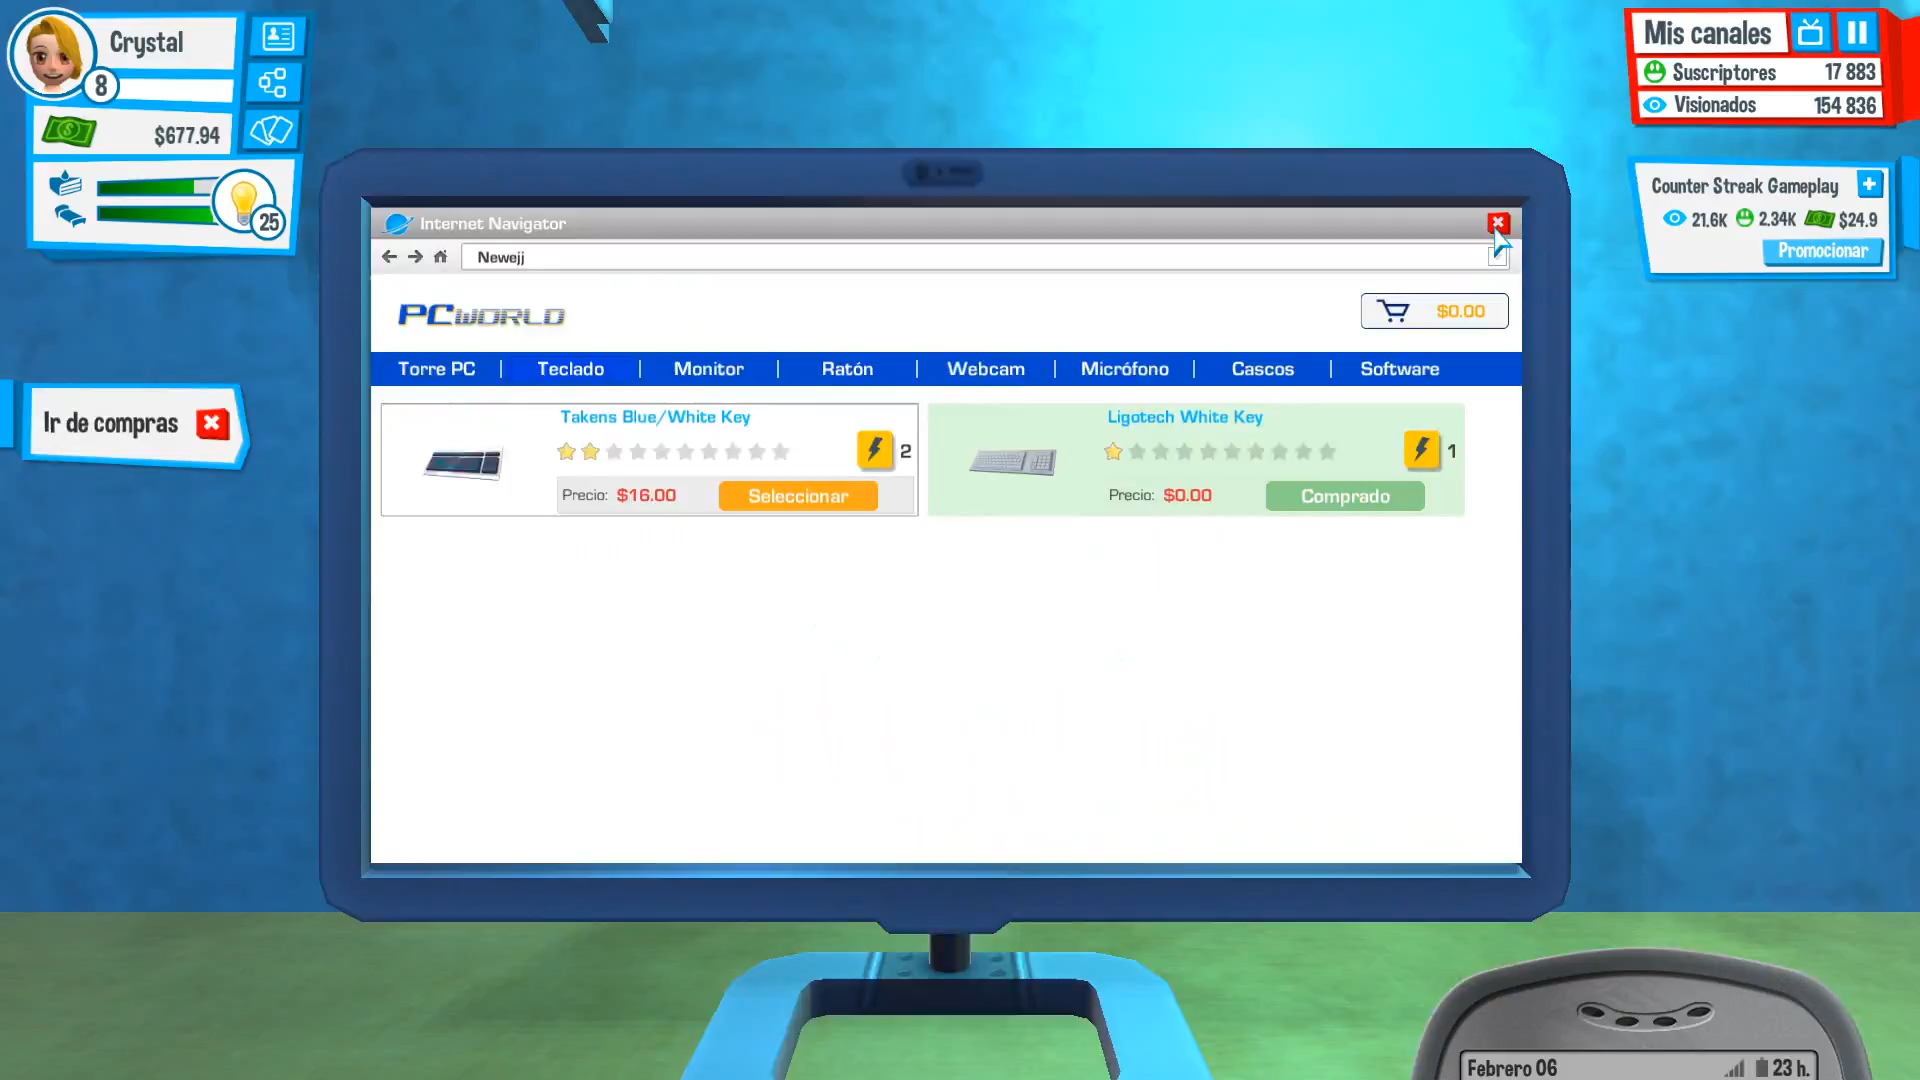 Crystal
8
$677.94
25
Mis canales
Suscriptores 17 883
Visionados 154 836
Counter Streak Gameplay
21.6K 2.34K $24.9
Promocionar
Ir de compras
Internet Navigator
Newejj
PCWORLD
$0.00
Torre PC | Teclado | Monitor | Ratón | Webcam | Micrófono | Cascos | Software
Takens Blue/White Key
2
Precio: $16.00 Seleccionar
Ligotech White Key
1
Precio: $0.00 Comprado
Febrero 06 23 h.